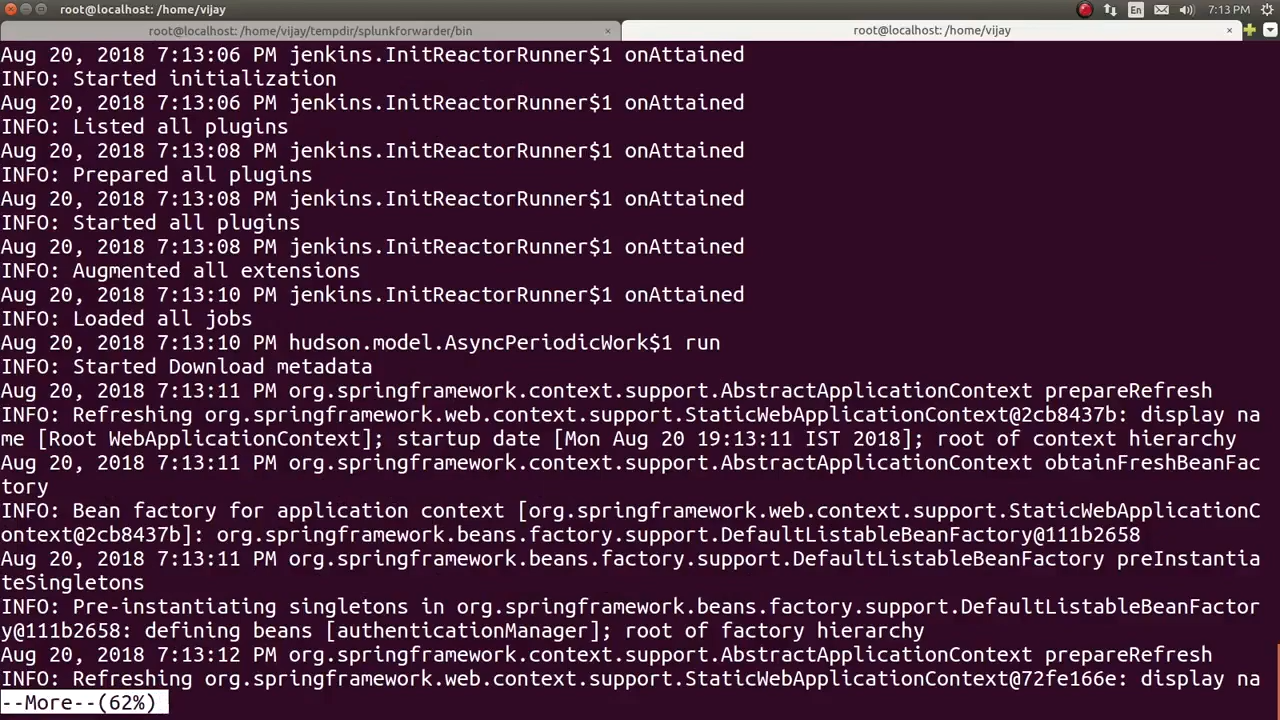 root@localhost: /home/vijay
En
7:13 PM
root@localhost: /home/vijay/tempdir/splunkforwarder/bin
×
root@localhost: /home/vijay
×
Aug 20, 2018 7:13:06 PM jenkins.InitReactorRunner$1 onAttained
INFO: Started initialization
Aug 20, 2018 7:13:06 PM jenkins.InitReactorRunner$1 onAttained
INFO: Listed all plugins
Aug 20, 2018 7:13:08 PM jenkins.InitReactorRunner$1 onAttained
INFO: Prepared all plugins
Aug 20, 2018 7:13:08 PM jenkins.InitReactorRunner$1 onAttained
INFO: Started all plugins
Aug 20, 2018 7:13:08 PM jenkins.InitReactorRunner$1 onAttained
INFO: Augmented all extensions
Aug 20, 2018 7:13:10 PM jenkins.InitReactorRunner$1 onAttained
INFO: Loaded all jobs
Aug 20, 2018 7:13:10 PM hudson.model.AsyncPeriodicWork$1 run
INFO: Started Download metadata
Aug 20, 2018 7:13:11 PM org.springframework.context.support.AbstractApplicationContext prepareRefresh
INFO: Refreshing org.springframework.web.context.support.StaticWebApplicationContext@2cb8437b: display na
me [Root WebApplicationContext]; startup date [Mon Aug 20 19:13:11 IST 2018]; root of context hierarchy
Aug 20, 2018 7:13:11 PM org.springframework.context.support.AbstractApplicationContext obtainFreshBeanFac
tory
INFO: Bean factory for application context [org.springframework.web.context.support.StaticWebApplicationC
ontext@2cb8437b]: org.springframework.beans.factory.support.DefaultListableBeanFactory@111b2658
Aug 20, 2018 7:13:11 PM org.springframework.beans.factory.support.DefaultListableBeanFactory preInstantia
teSingletons
INFO: Pre-instantiating singletons in org.springframework.beans.factory.support.DefaultListableBeanFactor
y@111b2658: defining beans [authenticationManager]; root of factory hierarchy
Aug 20, 2018 7:13:12 PM org.springframework.context.support.AbstractApplicationContext prepareRefresh
INFO: Refreshing org.springframework.web.context.support.StaticWebApplicationContext@72fe166e: display na
--More--(62%)